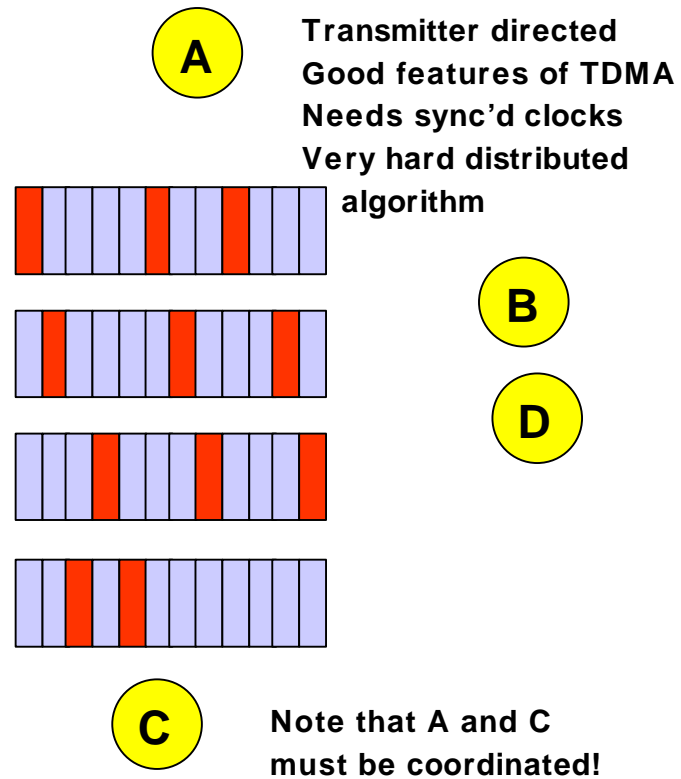 A
Transmitter directed
Good features of TDMA
Needs sync'd clocks
Very hard distributed
algorithm
B
D
C
Note that A and C
must be coordinated!